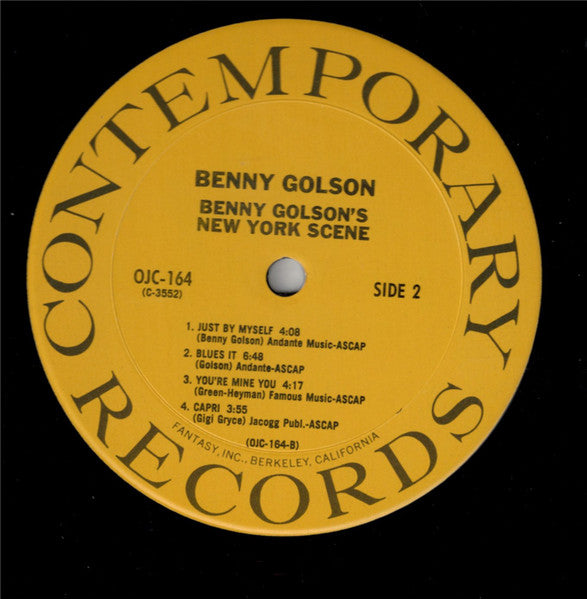 CONTEMPORARY
RECORDS
BENNY GOLSON
BENNY GOLSON'S
NEW YORK SCENE
OJC-164
(C-3552)
SIDE 2
1. JUST BY MYSELF 4:08
(Benny Golson) Andante Music-ASCAP
2. BLUES IT 6:48
(Golson) Andante-ASCAP
3. YOU'RE MINE YOU 4:17
(Green-Heyman) Famous Music-ASCAP
4. CAPRI 3:55
(Gigi Gryce) Jacogg Publ.-ASCAP
(OJC-164-B)
FANTASY, INC., BERKELEY, CALIFORNIA